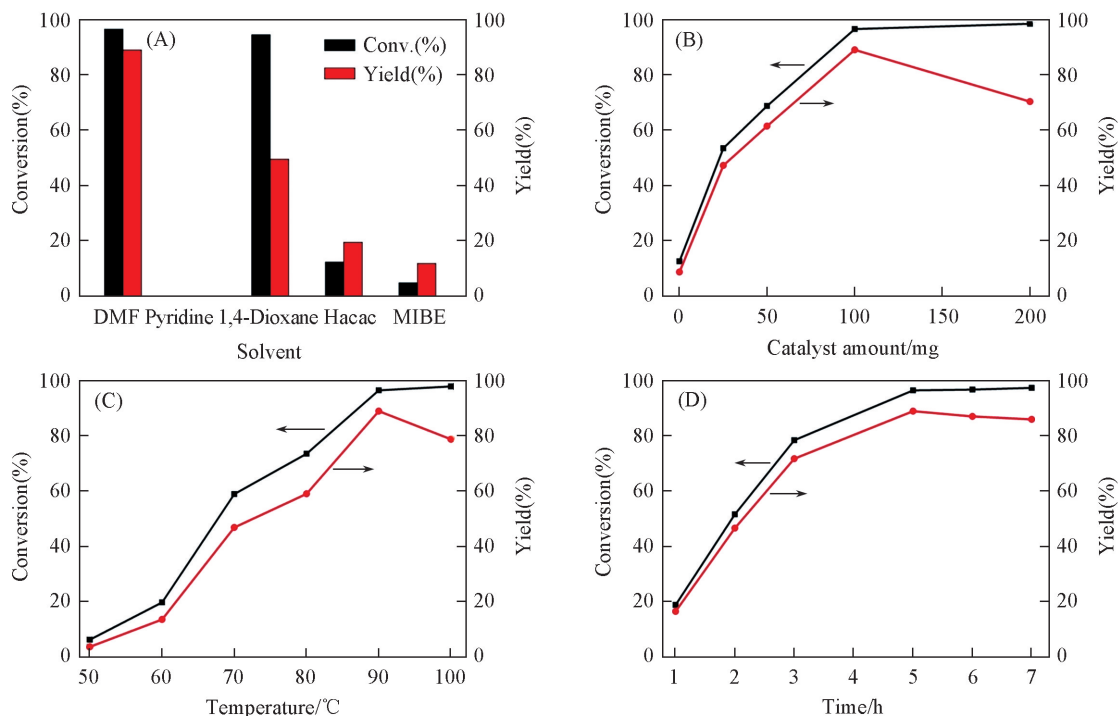 (A)
Conv.(%)
Yield(%)
Conversion(%)
100
80
60
40
20
0
100
80
60
40
20
0
Yield(%)
DMF Pyridine 1,4-Dioxane Hacac MIBE
Solvent
(B)
Conversion(%)
100
80
60
40
20
0
100
80
60
40
20
0
Yield(%)
0 50 100 150 200
Catalyst amount/mg
(C)
Conversion(%)
100
80
60
40
20
0
100
80
60
40
20
0
Yield(%)
50 60 70 80 90 100
Temperature/℃
(D)
Conversion(%)
100
80
60
40
20
0
100
80
60
40
20
0
Yield(%)
1 2 3 4 5 6 7
Time/h